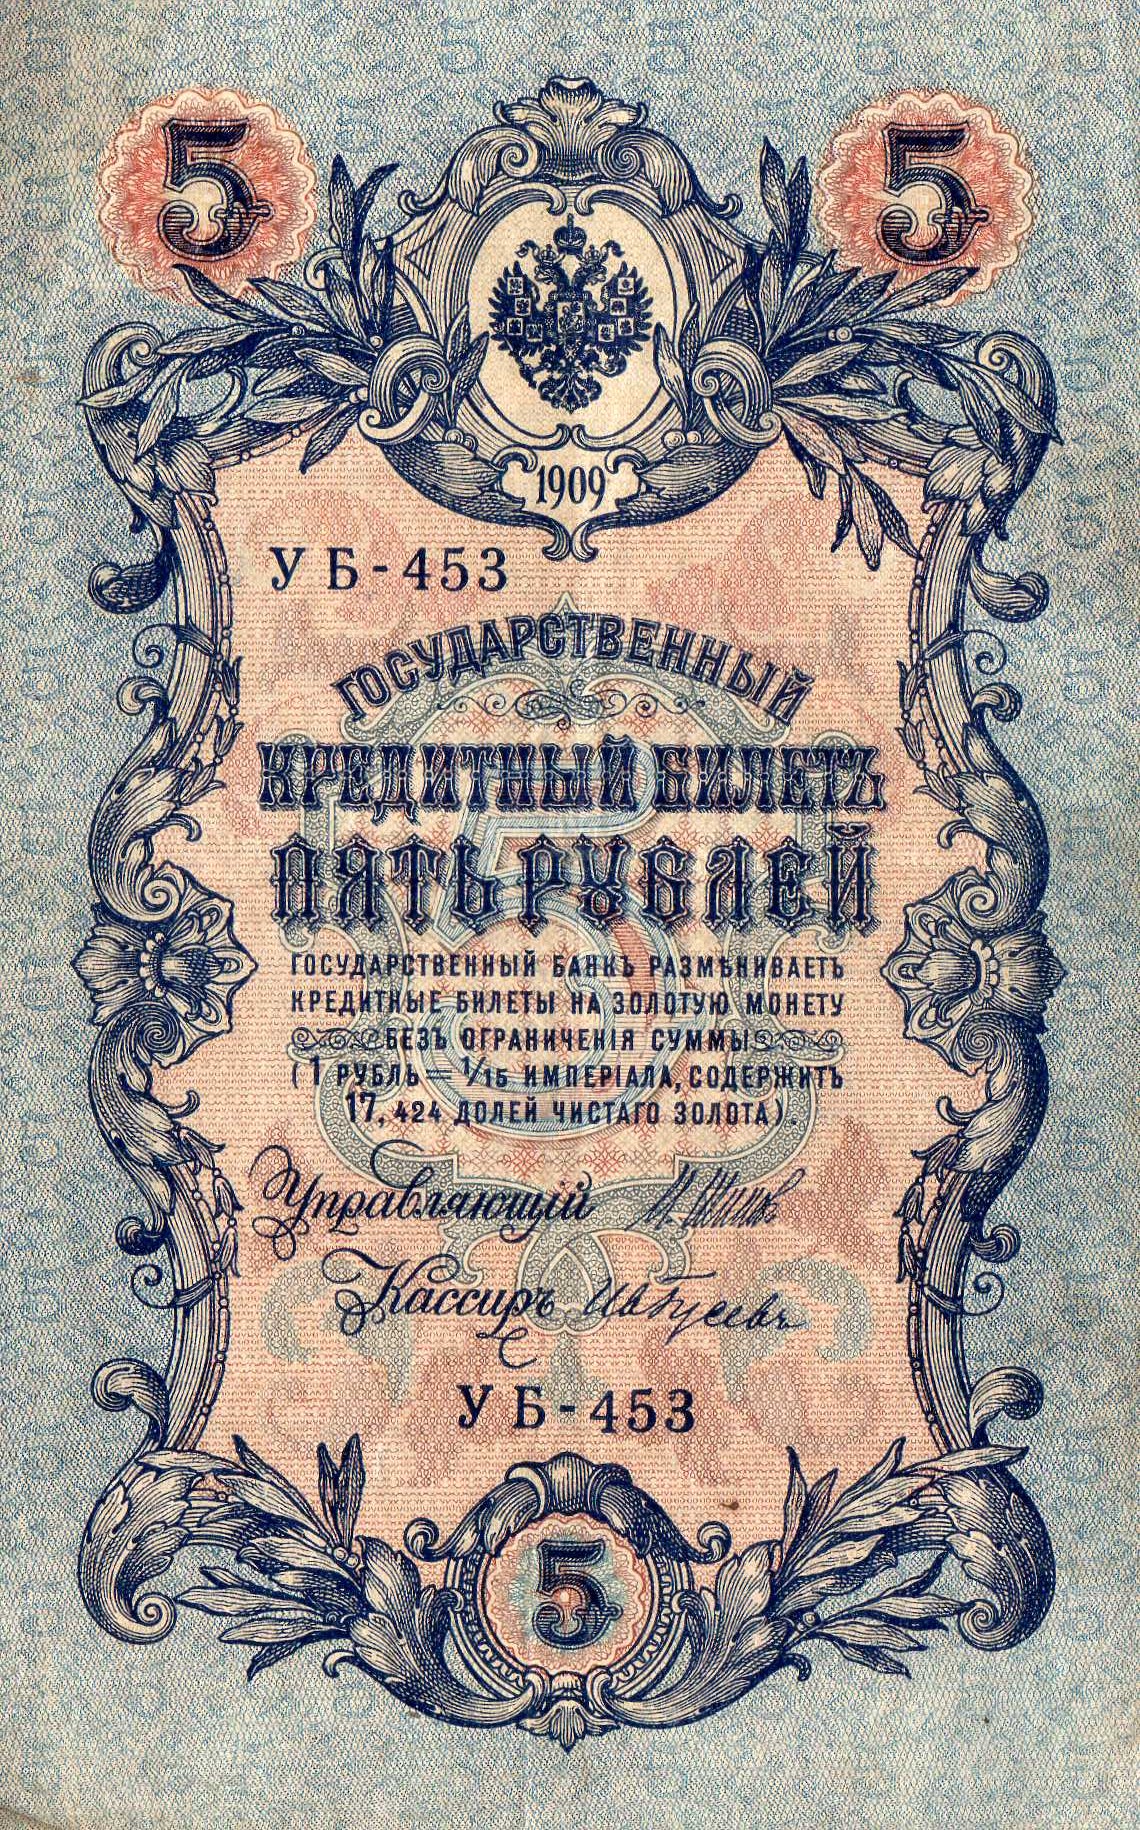 5 5
1909
УБ-453
ГОСУДАРСТВЕННЫЙ
КРЕДИТНЫЙ БИЛЕТЪ
ПЯТЬ РУБЛЕЙ
ГОСУДАРСТВЕННЫЙ БАНКЪ РАЗМѢНИВАЕТЪ
КРЕДИТНЫЕ БИЛЕТЫ НА ЗОЛОТУЮ МОНЕТУ
БЕЗЪ ОГРАНИЧЕНІЯ СУММЫ
(1 РУБЛЬ = 1/15 ИМПЕРІАЛА, СОДЕРЖИТЪ
17,424 ДОЛЕЙ ЧИСТАГО ЗОЛОТА).
Управляющій И. Шипов
Кассиръ
УБ-453
5